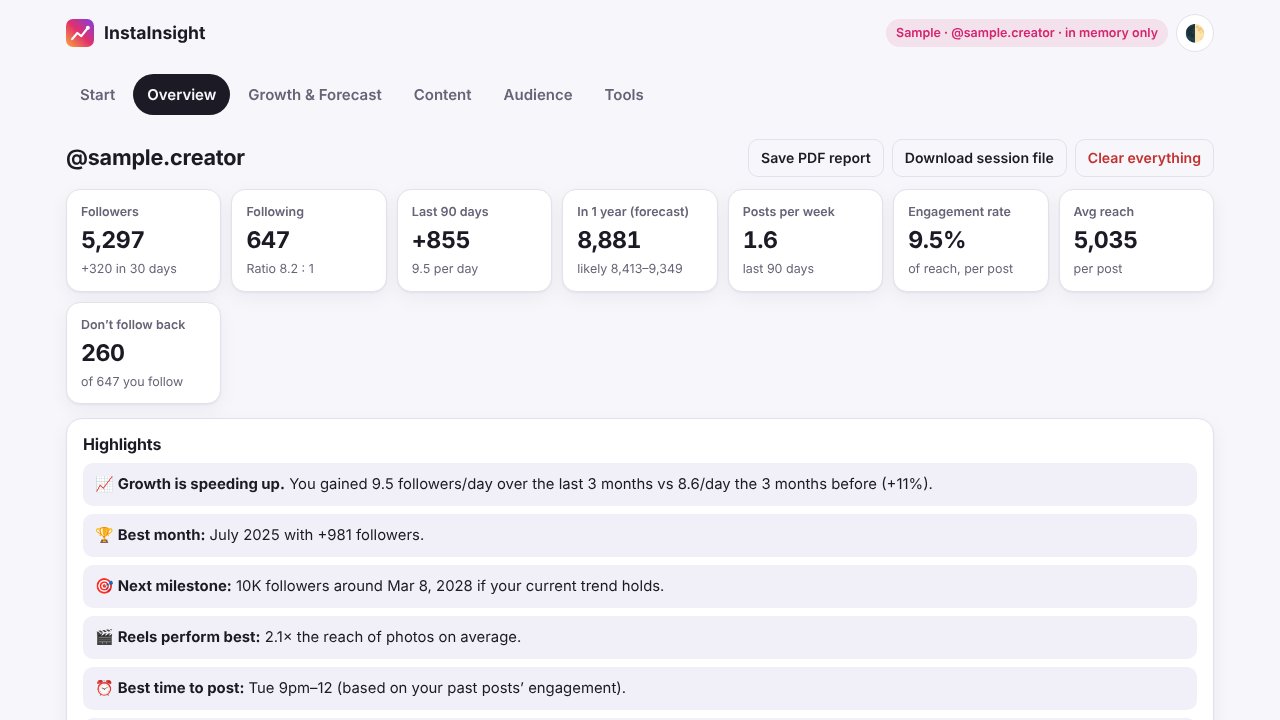 InstaInsight
Sample · @sample.creator · in memory only
Start Overview Growth & Forecast Content Audience Tools
@sample.creator
Save PDF report Download session file Clear everything
Followers
5,297
+320 in 30 days
Following
647
Ratio 8.2 : 1
Last 90 days
+855
9.5 per day
In 1 year (forecast)
8,881
likely 8,413–9,349
Posts per week
1.6
last 90 days
Engagement rate
9.5%
of reach, per post
Avg reach
5,035
per post
Don’t follow back
260
of 647 you follow
Highlights
📈 Growth is speeding up. You gained 9.5 followers/day over the last 3 months vs 8.6/day the 3 months before (+11%).
🏆 Best month: July 2025 with +981 followers.
🎯 Next milestone: 10K followers around Mar 8, 2028 if your current trend holds.
🎬 Reels perform best: 2.1× the reach of photos on average.
⏰ Best time to post: Tue 9pm–12 (based on your past posts’ engagement).